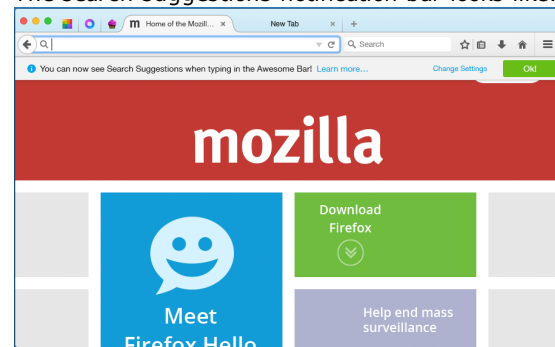 The Search Suggestions notification bar looks like:
m Home of the Mozill... × New Tab × +
Search
You can now see Search Suggestions when typing in the Awesome Bar! Learn more... Change Settings Ok!
mozilla
Download
Firefox
Meet
Firefox Hello
Help end mass
surveillance